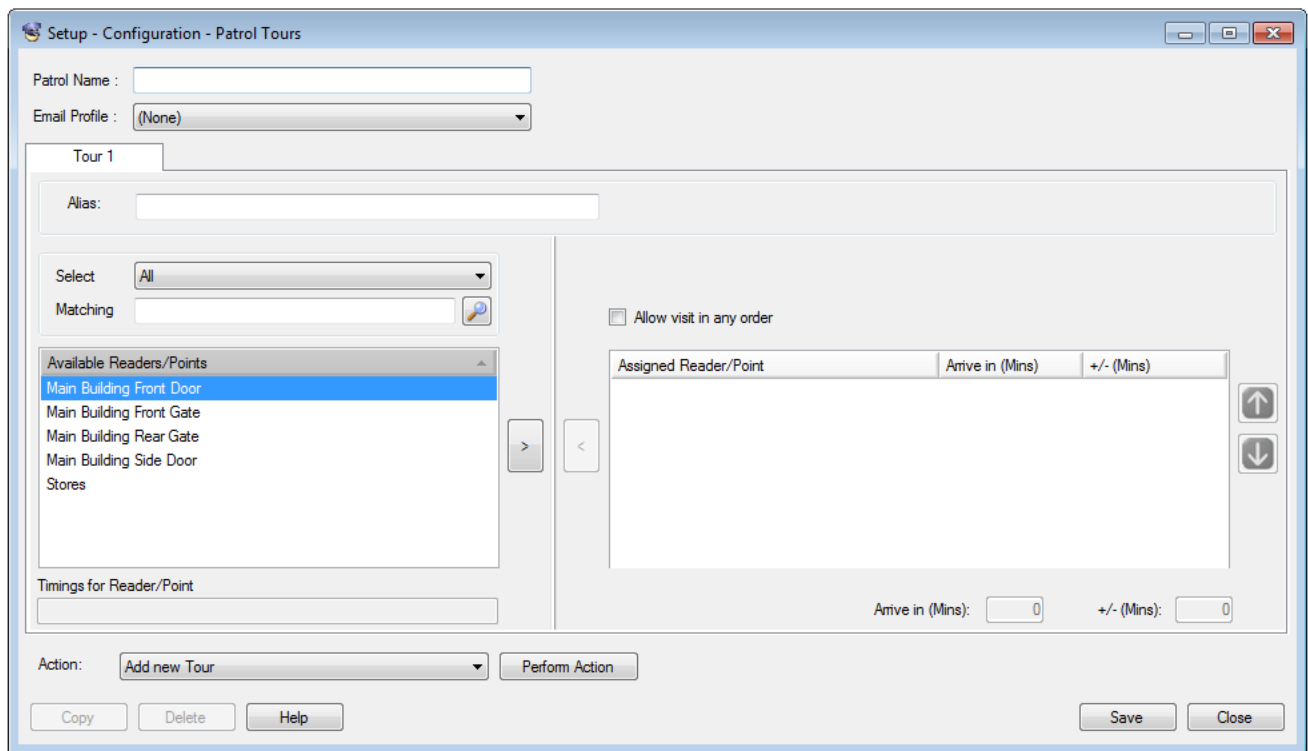 Setup - Configuration - Patrol Tours
Patrol Name :
Email Profile : (None)
Tour 1
Alias:
Select All
Matching
Allow visit in any order
Available Readers/Points
Main Building Front Door
Main Building Front Gate
Main Building Rear Gate
Main Building Side Door
Stores
>
<
Assigned Reader/Point Arrive in (Mins) +/- (Mins)
Timings for Reader/Point
Arrive in (Mins): 0 +/- (Mins): 0
Action: Add new Tour Perform Action
Copy Delete Help Save Close